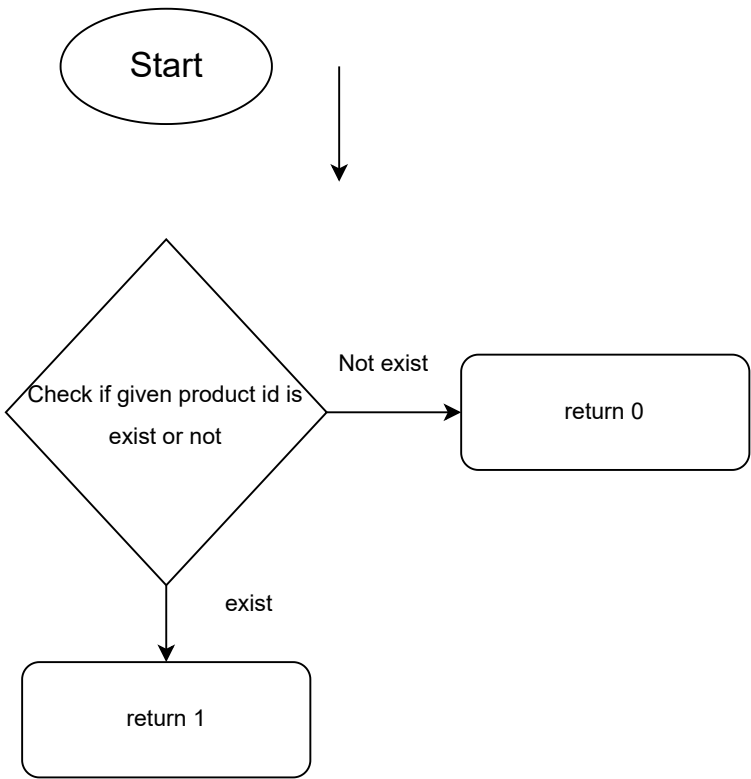 Start
Not exist
Check if given product id is
exist or not
return 0
exist
return 1